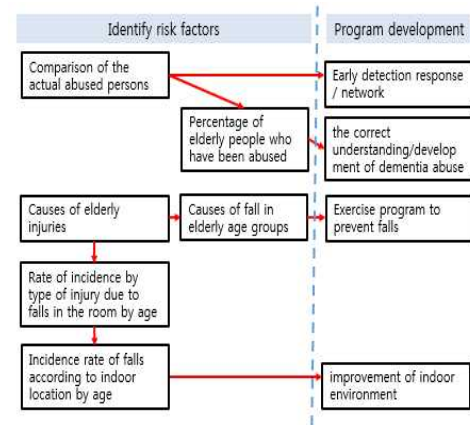 Identify risk factors
Program development
Comparison of the
actual abused persons
Early detection response
/ network
Percentage of
elderly people who
have been abused
the correct
understanding/develop
ment of dementia abuse
Causes of elderly
injuries
Causes of fall in
elderly age groups
Exercise program to
prevent falls
Rate of incidence by
type of injury due to
falls in the room by age
Incidence rate of falls
according to indoor
location by age
improvement of indoor
environment